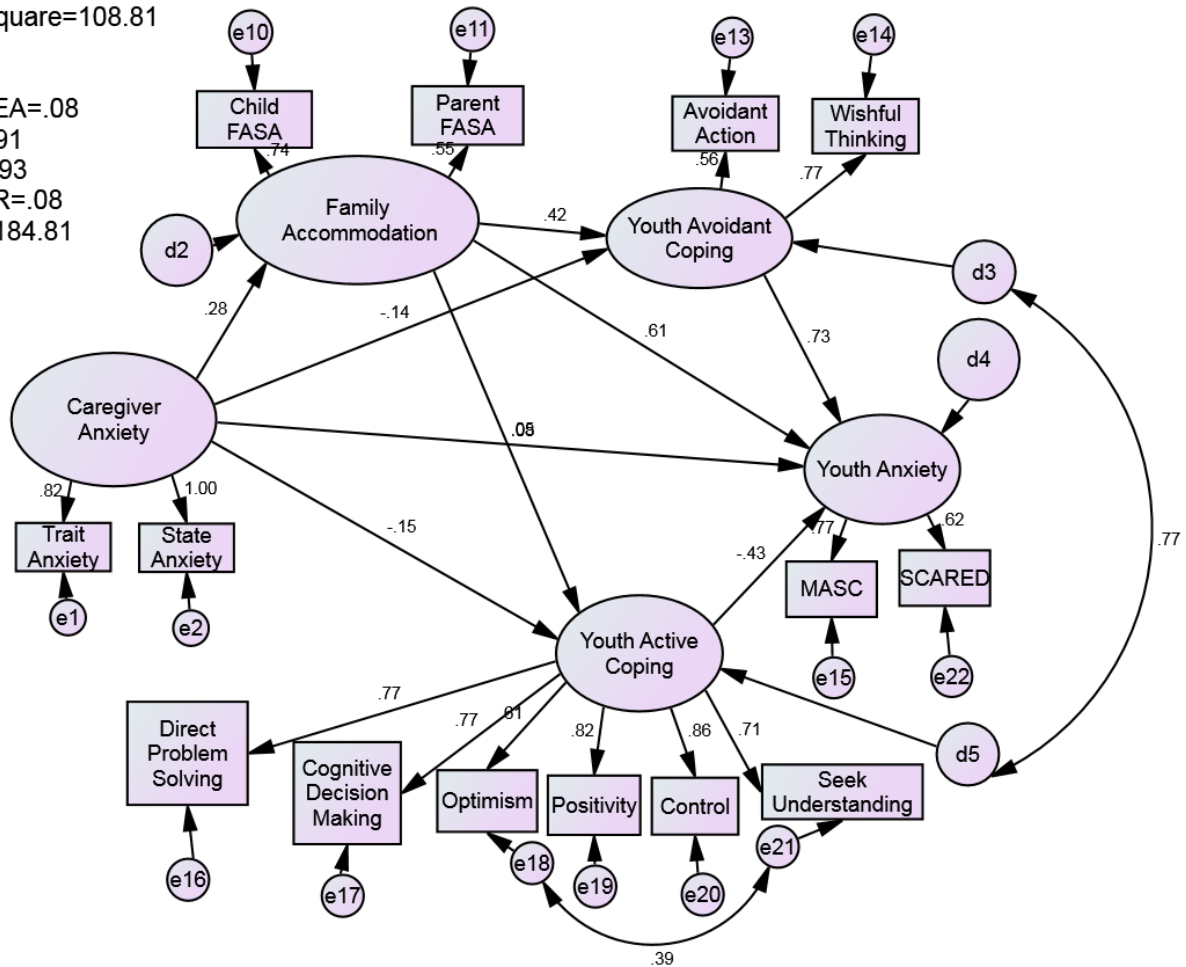 quare=108.81
EA=.08
91
93
R=.08
184.81
e10
e11
e13
e14
Child
FASA
Parent
FASA
Avoidant
Action
Wishful
Thinking
.74
.55
.56
.77
Family
Accommodation
Youth Avoidant
Coping
d2
.42
d3
.28
-.14
.61
.73
d4
Caregiver
Anxiety
Youth Anxiety
.82
1.00
.77
.62
Trait
Anxiety
State
Anxiety
-.15
-.43
.77
MASC
SCARED
e1
e2
Youth Active
Coping
e15
e22
.77
.77
.82
.86
.71
d5
Direct
Problem
Solving
Cognitive
Decision
Making
Optimism
Positivity
Control
Seek
Understanding
e16
e17
e18
e19
e20
e21
.39